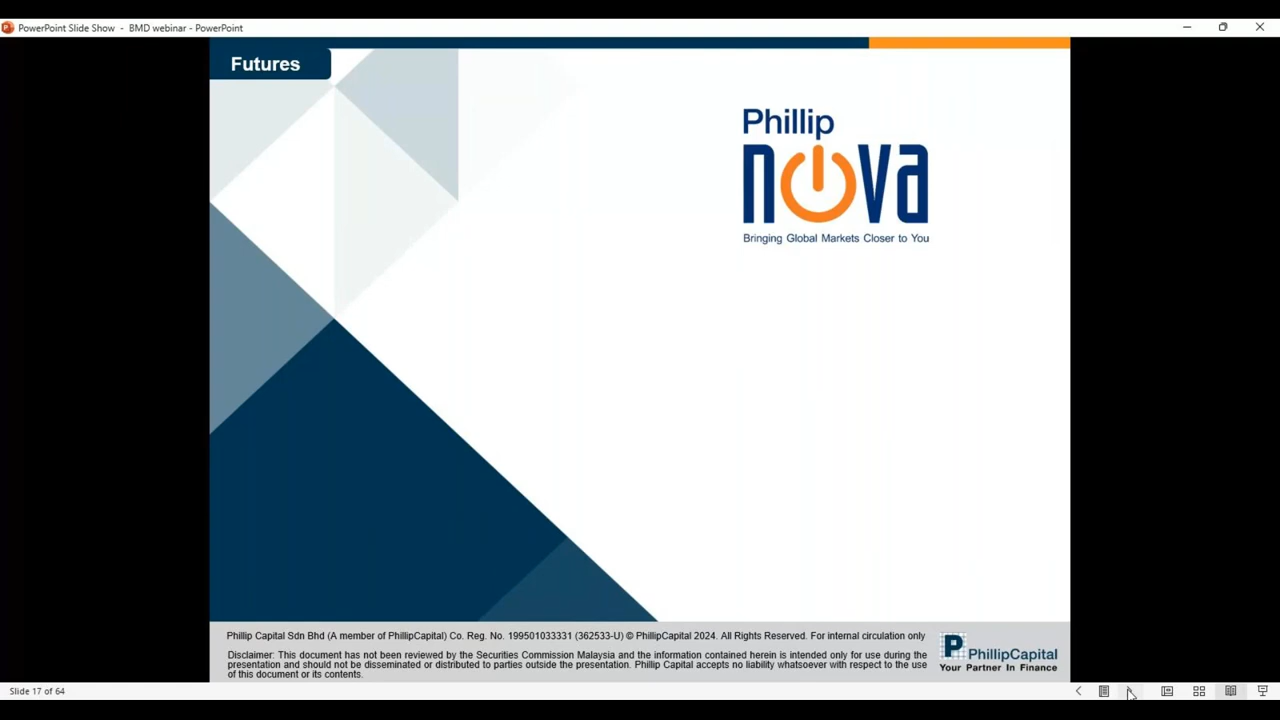 PowerPoint Slide Show - BMD webinar - PowerPoint
Futures
Phillip
nova
Bringing Global Markets Closer to You
Phillip Capital Sdn Bhd (A member of PhillipCapital) Co. Reg. No. 199501033331 (362533-U) © PhillipCapital 2024. All Rights Reserved. For internal circulation only
Disclaimer: This document has not been reviewed by the Securities Commission Malaysia and the information contained herein is intended only for use during the
presentation and should not be disseminated or distributed to parties outside the presentation. Phillip Capital accepts no liability whatsoever with respect to the use
of this document or its contents.
P PhillipCapital
Your Partner In Finance
Slide 17 of 64